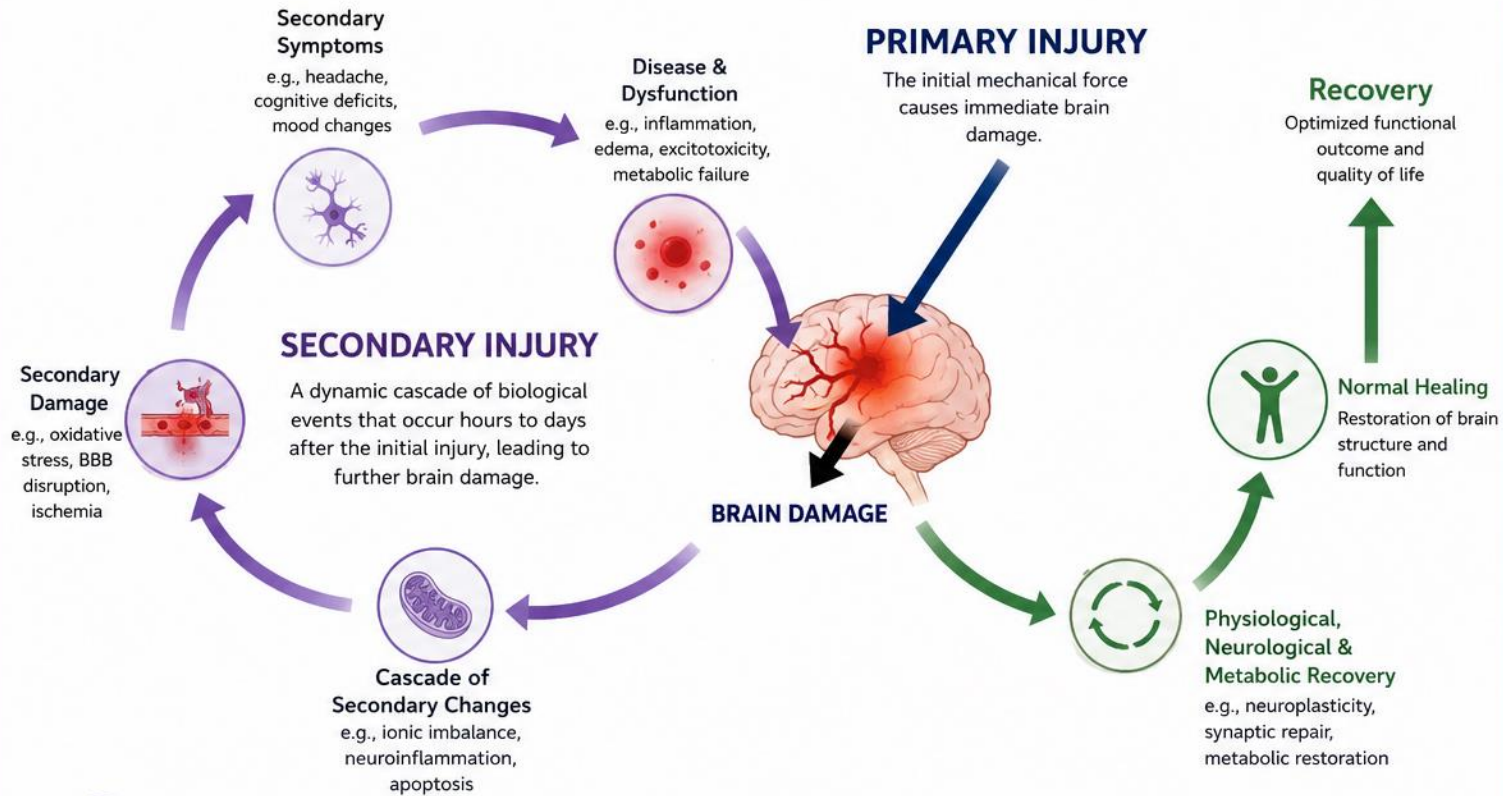 Secondary
Symptoms
e.g., headache,
cognitive deficits,
mood changes
Disease &
Dysfunction
e.g., inflammation,
edema, excitotoxicity,
metabolic failure
PRIMARY INJURY
The initial mechanical force
causes immediate brain
damage.
Recovery
Optimized functional
outcome and
quality of life
SECONDARY INJURY
A dynamic cascade of biological
events that occur hours to days
after the initial injury, leading to
further brain damage.
Secondary
Damage
e.g., oxidative
stress, BBB
disruption,
ischemia
Normal Healing
Restoration of brain
structure and
function
BRAIN DAMAGE
Cascade of
Secondary Changes
e.g., ionic imbalance,
neuroinflammation,
apoptosis
Physiological,
Neurological &
Metabolic Recovery
e.g., neuroplasticity,
synaptic repair,
metabolic restoration